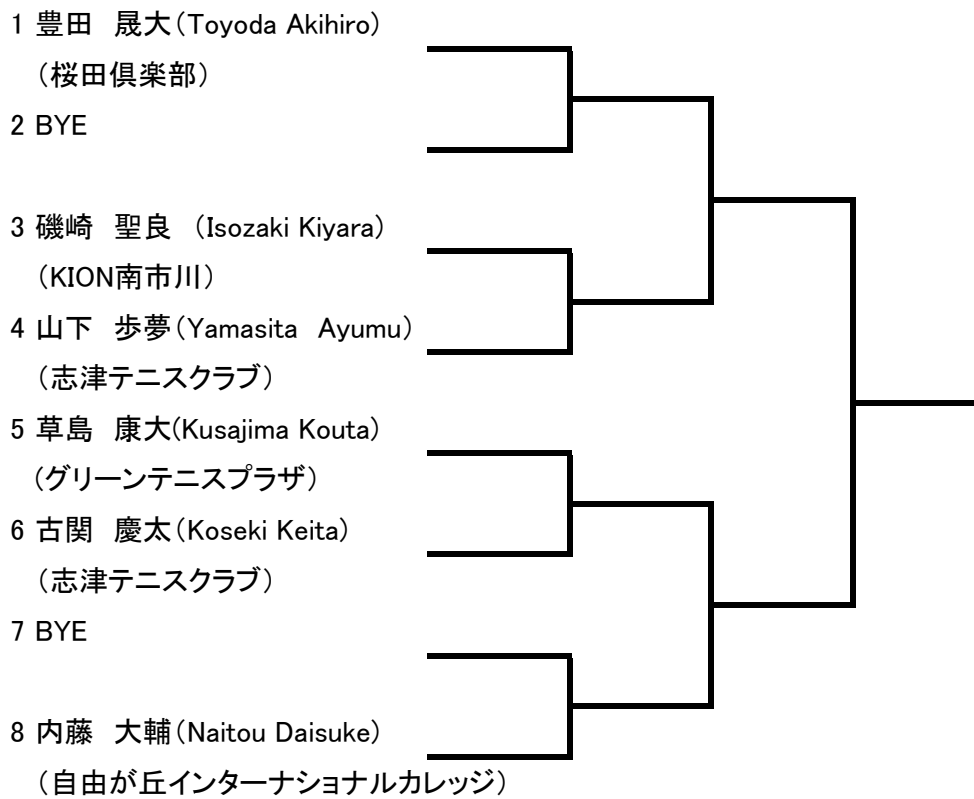 1 豊田　晟大(Toyoda Akihiro)
(桜田倶楽部)
2 BYE
3 磯崎　聖良　(Isozaki Kiyara)
(KION南市川)
4 山下　歩夢(Yamasita　Ayumu)
(志津テニスクラブ)
5 草島　康大(Kusajima Kouta)
(グリーンテニスプラザ)
6 古関　慶太(Koseki Keita)
(志津テニスクラブ)
7 BYE
8 内藤　大輔(Naitou Daisuke)
(自由が丘インターナショナルカレッジ)